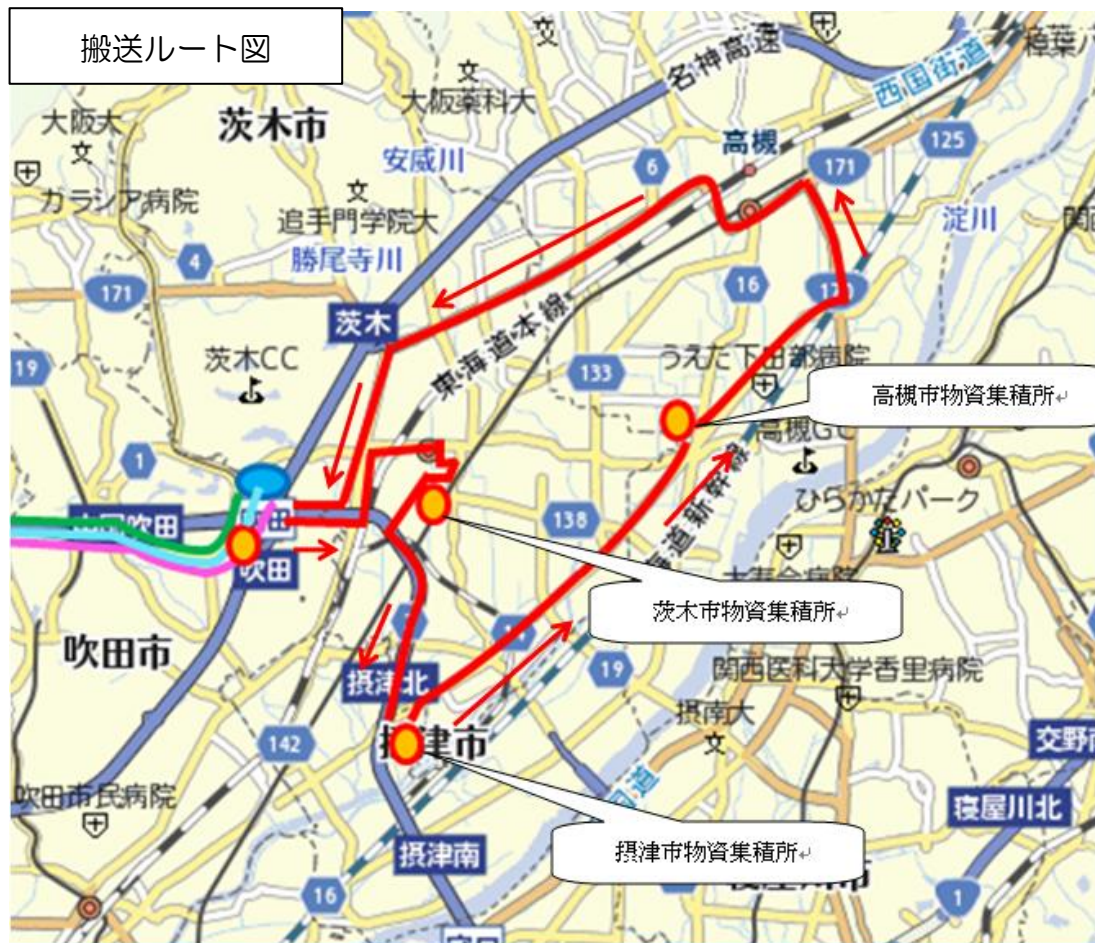 搬送ルート図
樟葉パ
名神高速
西国街道
大阪薬科大
大阪大
茨木市
高槻
125
安威川
6
171
ガラシア病院
追手門学院大
淀川
勝尾寺川
4
171
16
茨木
東海道本線
19
茨木CC
133
うえた下田部病院
高槻市物資集積所
高槻GC
1
ひらかたパーク
138
吹田
茨木市物資集積所
吹田市
19
関西医科大学香里病院
摂津北
摂南大
142
摂津市
交野南
吹田市民病院
寝屋川北
摂津南
摂津市物資集積所
16
1